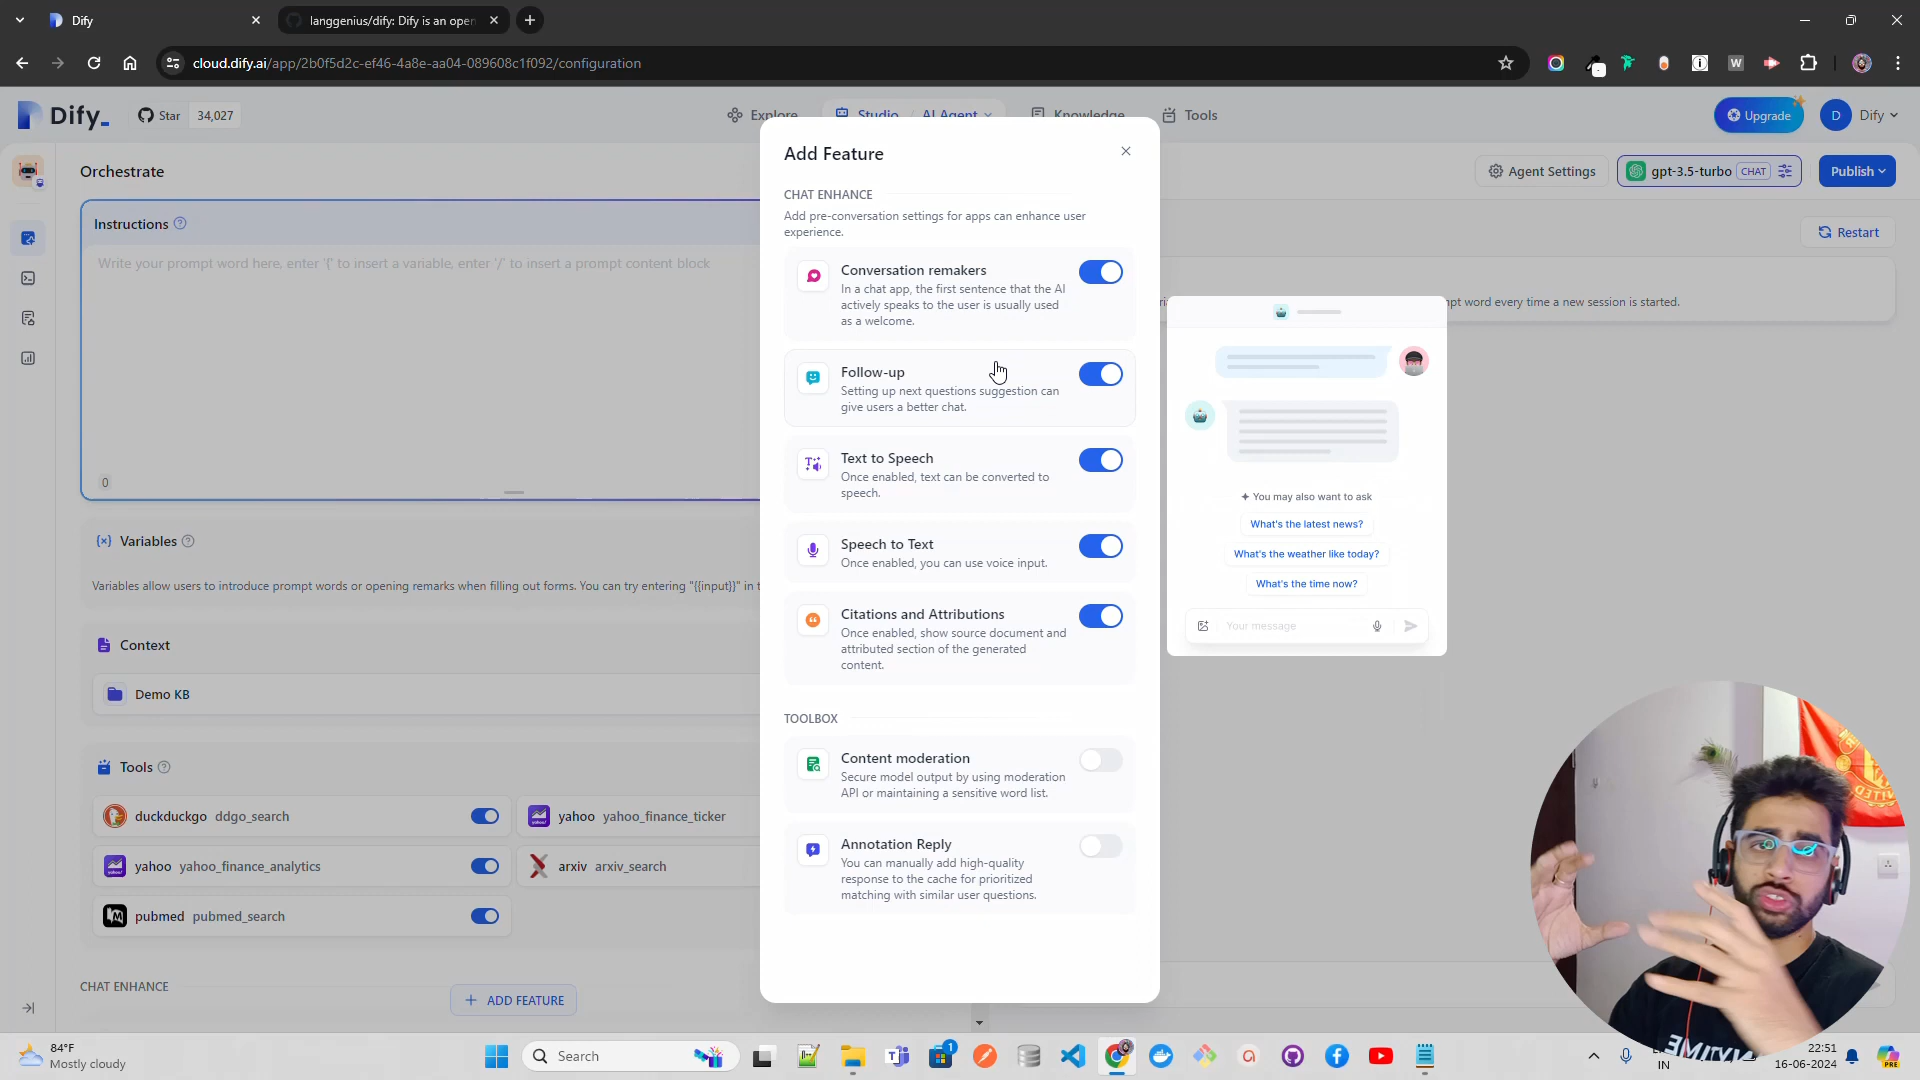 Dify
langgenius/dify: Dify is an open
cloud.dify.ai/app/2b0f5d2c-ef46-4a8e-aa04-089608c1f092/configuration
Dify_
Star 34,027
Explore
Studio / AI Agent
Knowledge
Tools
Upgrade
D Dify
Orchestrate
Agent Settings
gpt-3.5-turbo CHAT
Publish
Instructions
Write your prompt word here, enter '{' to insert a variable, enter '/' to insert a prompt content block
0
Variables
Variables allow users to introduce prompt words or opening remarks when filling out forms. You can try entering "{{input}}" in
Context
Demo KB
Tools
duckduckgo ddgo_search
yahoo yahoo_finance_ticker
yahoo yahoo_finance_analytics
arxiv arxiv_search
pubmed pubmed_search
CHAT ENHANCE
ADD FEATURE
Add Feature
CHAT ENHANCE
Add pre-conversation settings for apps can enhance user
experience.
Conversation remakers
In a chat app, the first sentence that the AI
actively speaks to the user is usually used
as a welcome.
Follow-up
Setting up next questions suggestion can
give users a better chat.
Text to Speech
Once enabled, text can be converted to
speech.
Speech to Text
Once enabled, you can use voice input.
Citations and Attributions
Once enabled, show source document and
attributed section of the generated
content.
TOOLBOX
Content moderation
Secure model output by using moderation
API or maintaining a sensitive word list.
Annotation Reply
You can manually add high-quality
response to the cache for prioritized
matching with similar user questions.
Restart
pt word every time a new session is started.
You may also want to ask
What's the latest news?
What's the weather like today?
What's the time now?
Your message
84°F
Mostly cloudy
Search
1
IN
22:51
16-06-2024
PRE